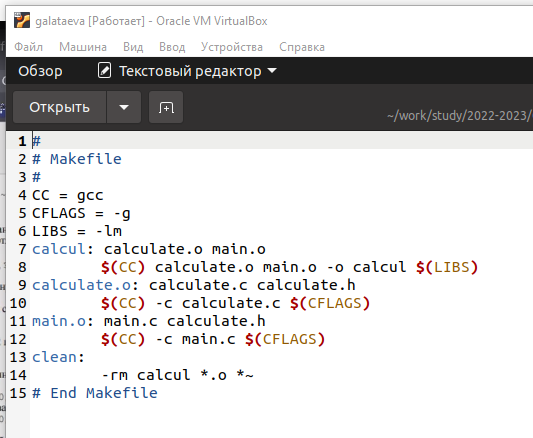 galataeva [Работает] - Oracle VM VirtualBox
Файл Машина Вид Ввод Устройства Справка
Обзор Текстовый редактор
Открыть
~/work/study/2022-2023/
1 #
2 # Makefile
3 #
4 CC = gcc
5 CFLAGS = -g
6 LIBS = -lm
7 calcul: calculate.o main.o
8 $(CC) calculate.o main.o -o calcul $(LIBS)
9 calculate.o: calculate.c calculate.h
10 $(CC) -c calculate.c $(CFLAGS)
11 main.o: main.c calculate.h
12 $(CC) -c main.c $(CFLAGS)
13 clean:
14 -rm calcul *.o *~
15 # End Makefile